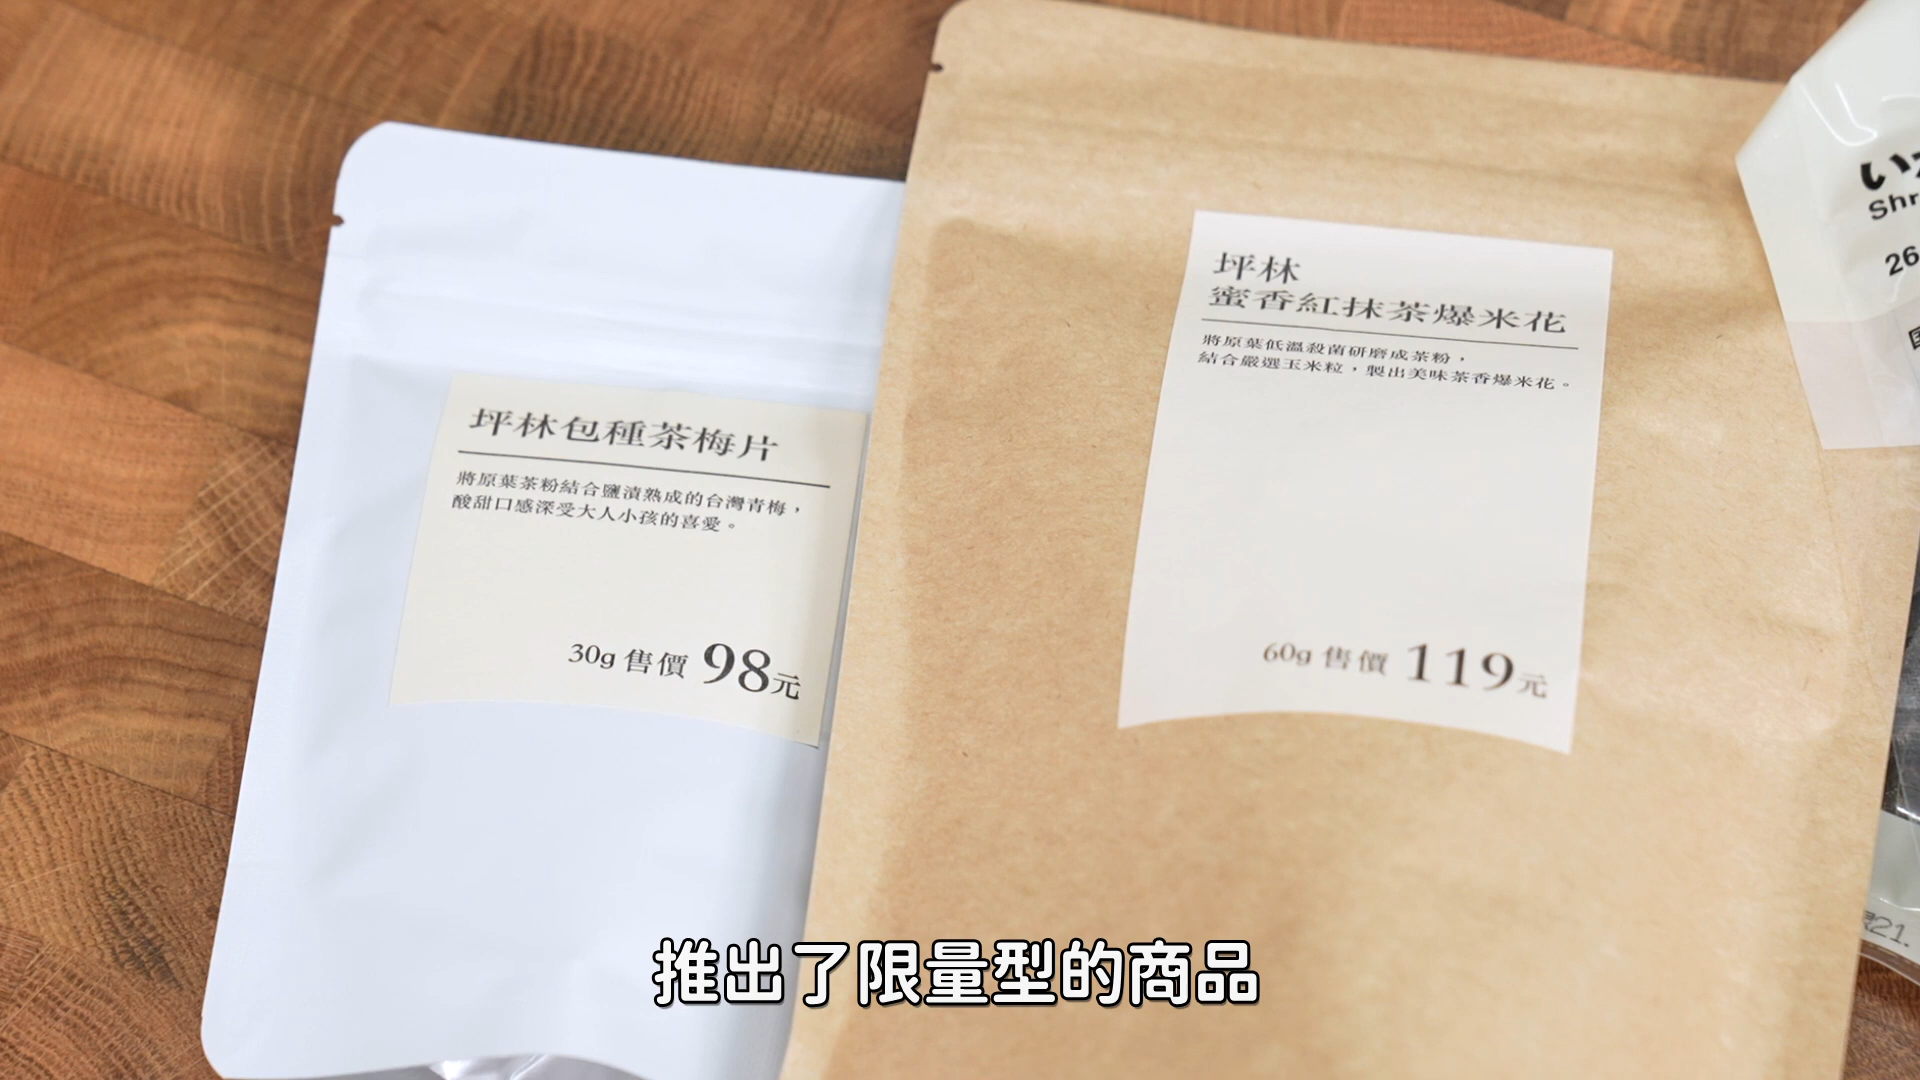 坪林包種茶梅片
將原葉茶粉結合鹽漬熟成的台灣青梅，
酸甜口感深受大人小孩的喜愛。
30g 售價 98元
坪林
蜜香紅抹茶爆米花
將原葉低溫殺菌研磨成茶粉，
結合嚴選玉米粒，製出美味茶香爆米花。
60g 售價 119元
い
Shr
26
21.
推出了限量型的商品